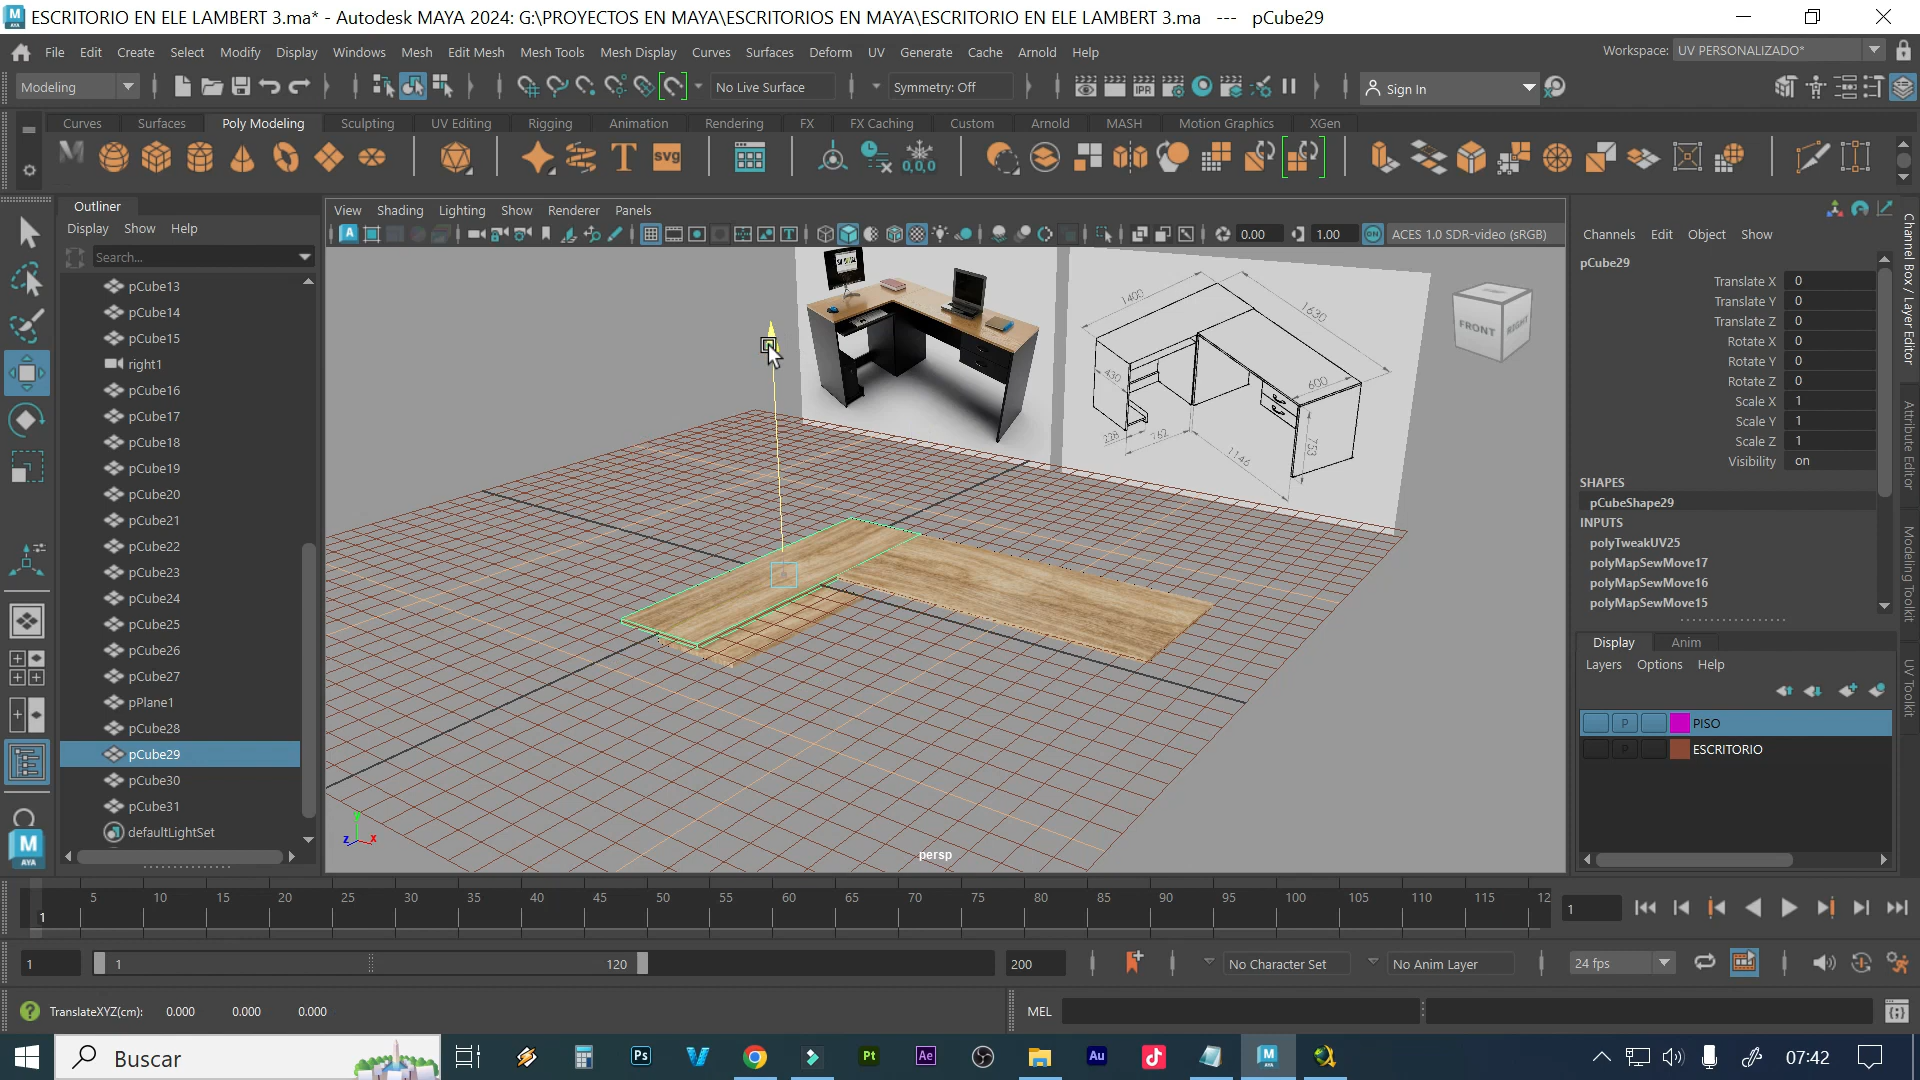 ESCRITORIO EN ELE LAMBERT 3.ma* - Autodesk MAYA 2024: G:\PROYECTOS EN MAYA\ESCRITORIOS EN MAYA\ESCRITORIO EN ELE LAMBERT 3.ma --- pCube29
File Edit Create Select Modify Display Windows Mesh Edit Mesh Mesh Tools Mesh Display Curves Surfaces Deform UV Generate Cache Arnold Help
Workspace: UV PERSONALIZADO*
Modeling
No Live Surface
Symmetry: Off
Sign In
Curves Surfaces Poly Modeling Sculpting UV Editing Rigging Animation Rendering FX FX Caching Custom Arnold MASH Motion Graphics XGen
Outliner
Display Show Help
Search...
pCube13
pCube14
pCube15
right1
pCube16
pCube17
pCube18
pCube19
pCube20
pCube21
pCube22
pCube23
pCube24
pCube25
pCube26
pCube27
pPlane1
pCube28
pCube29
pCube30
pCube31
defaultLightSet
View Shading Lighting Show Renderer Panels
0.00 1.00 ACES 1.0 SDR-video (sRGB)
1400
1630
430
600
228
762
1146
753
FRONT RIGHT
persp
Channels Edit Object Show
pCube29
Translate X 0
Translate Y 0
Translate Z 0
Rotate X 0
Rotate Y 0
Rotate Z 0
Scale X 1
Scale Y 1
Scale Z 1
Visibility on
SHAPES
pCubeShape29
INPUTS
polyTweakUV25
polyMapSewMove17
polyMapSewMove16
polyMapSewMove15
Display Anim
Layers Options Help
P PISO
P ESCRITORIO
Channel Box / Layer Editor
Attribute Editor
Modeling Toolkit
UV Toolkit
1 5 10 15 20 25 30 35 40 45 50 55 60 65 70 75 80 85 90 95 100 105 110 115 12
1
1 1 120 200
No Character Set
No Anim Layer
24 fps
TranslateXYZ(cm): 0.000 0.000 0.000
MEL
Buscar
07:42